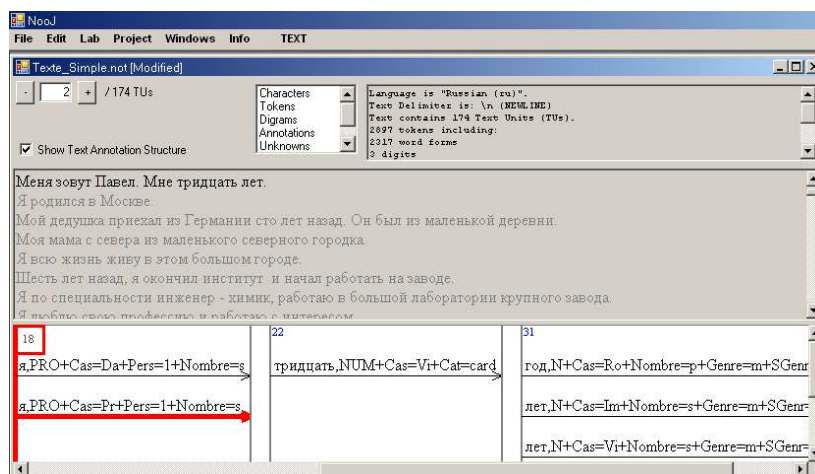 NooJ
File Edit Lab Project Windows Info TEXT
Texte_Simple.not [Modified]
- 2 + / 174 TUs
Show Text Annotation Structure
Characters
Tokens
Digrams
Annotations
Unknowns
Language is "Russian (ru)".
Text Delimiter is: \n (NEWLINE)
Text contains 174 Text Units (TUs).
2897 tokens including:
2317 word forms
3 digits
Меня зовут Павел. Мне тридцать лет.
Я родился в Москве.
Мой дедушка приехал из Германии сто лет назад. Он был из маленькой деревни.
Моя мама с севера из маленького северного городка.
Я всю жизнь живу в этом большом городе.
Шесть лет назад, я окончил институт и начал работать на заводе.
Я по специальности инженер - химик, работаю в большой лаборатории крупного завода.
Я люблю свою профессию и работаю с интересом
18 22 31
я,PRO+Cas=Da+Pers=1+Nombre=s тридцать,NUM+Cas=Vi+Cat=card год,N+Cas=Ro+Nombre=p+Genre=m+SGenr
я,PRO+Cas=Pr+Pers=1+Nombre=s лет,N+Cas=Im+Nombre=s+Genre=m+SGenr=
лет,N+Cas=Vi+Nombre=s+Genre=m+SGenr=